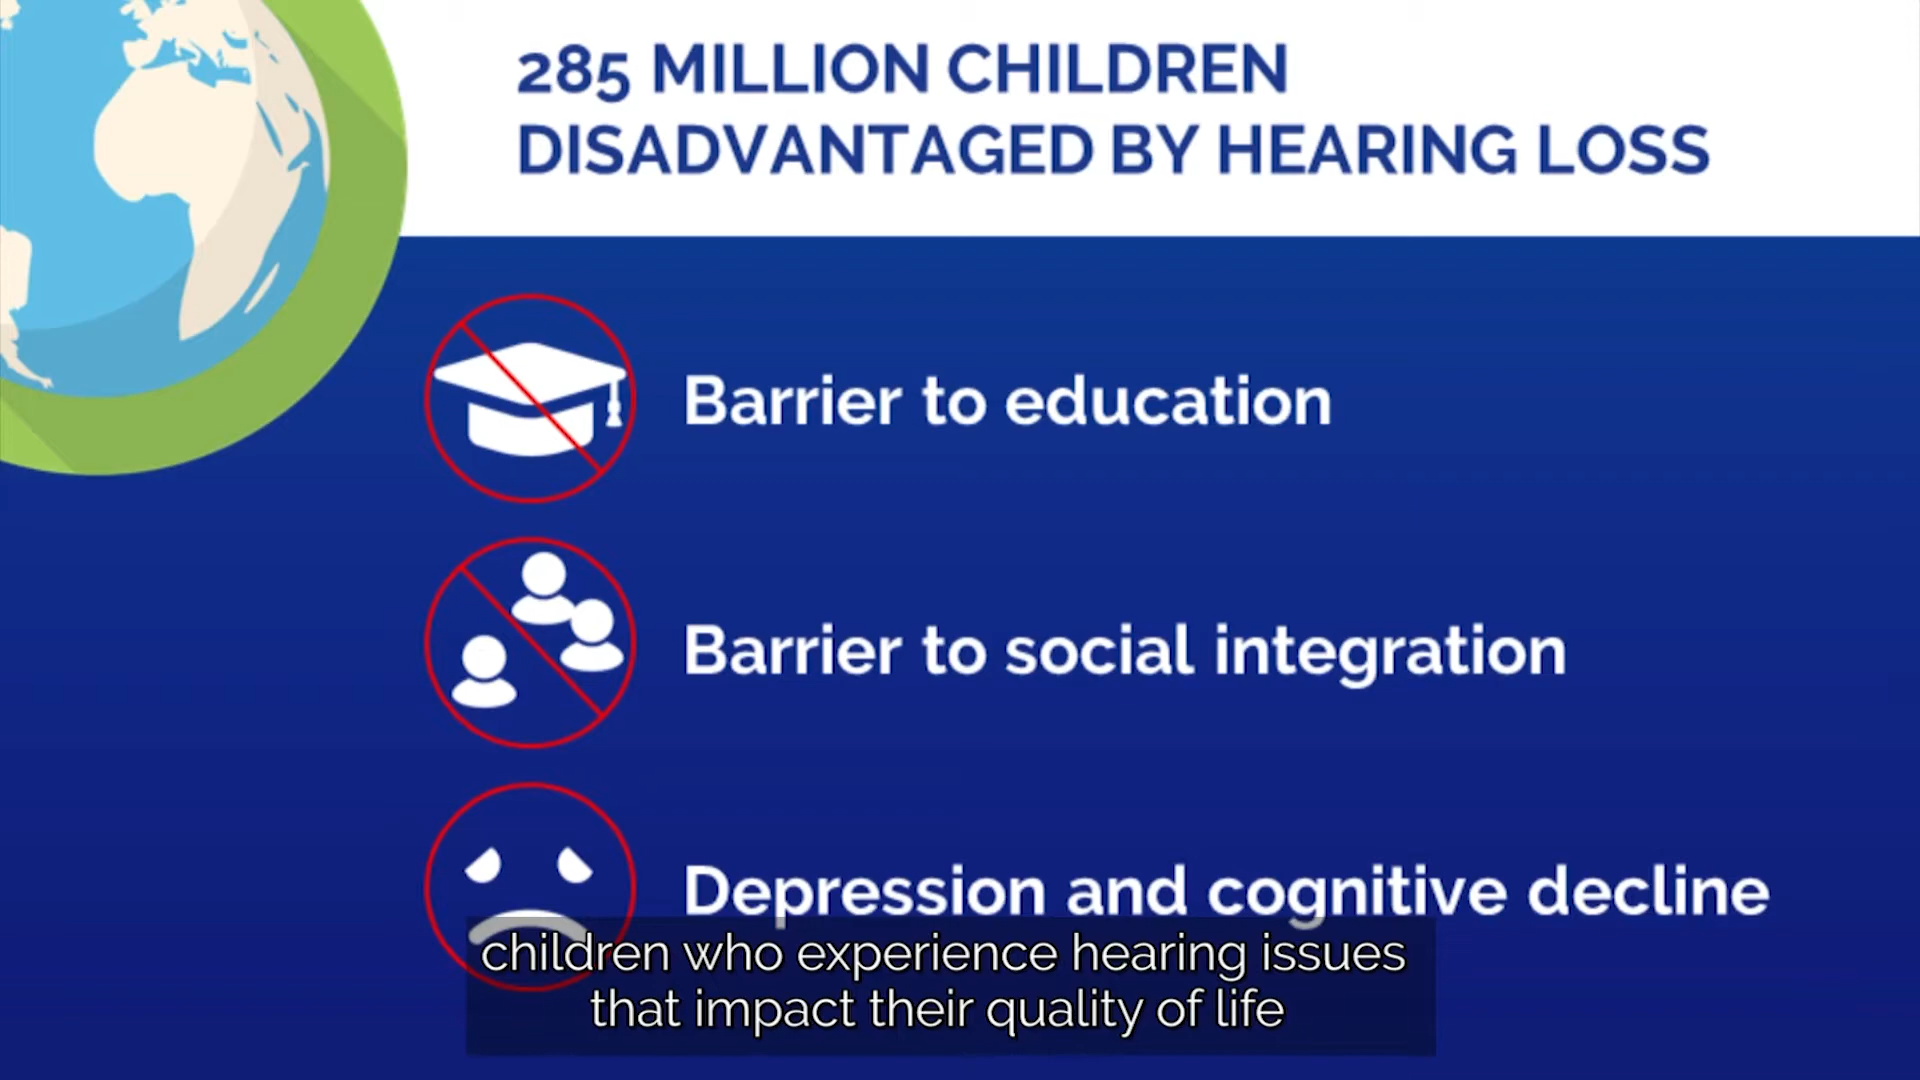 285 MILLION CHILDREN
DISADVANTAGED BY HEARING LOSS
Barrier to education
Barrier to social integration
Depression and cognitive decline
children who experience hearing issues
that impact their quality of life